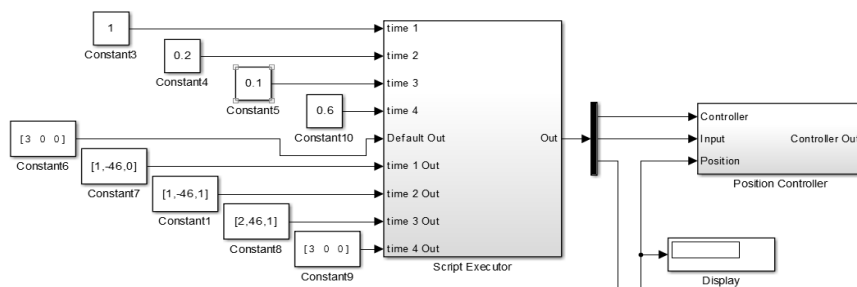 1
Constant3
time 1
0.2
Constant4
time 2
0.1
Constant5
time 3
0.6
Constant10
time 4
[3 0 0]
Constant6
Default Out
[1,-46,0]
Constant7
time 1 Out
[1,-46,1]
Constant1
time 2 Out
[2,46,1]
Constant8
time 3 Out
[3 0 0]
Constant9
time 4 Out
Out
Script Executor
Controller
Input
Position
Controller Out
Position Controller
Display